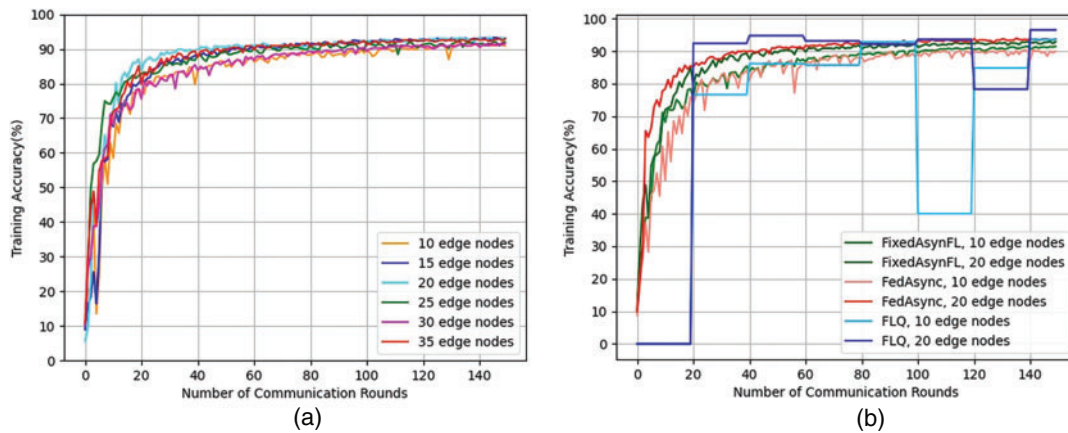 100
90
80
70
60
50
40
30
20
10
0
Training Accuracy(%)
10 edge nodes
15 edge nodes
20 edge nodes
25 edge nodes
30 edge nodes
35 edge nodes
0 20 40 60 80 100 120 140
Number of Communication Rounds
(a)
100
90
80
70
60
50
40
30
20
10
0
Training Accuracy(%)
FixedAsynFL, 10 edge nodes
FixedAsynFL, 20 edge nodes
FedAsync, 10 edge nodes
FedAsync, 20 edge nodes
FLQ, 10 edge nodes
FLQ, 20 edge nodes
0 20 40 60 80 100 120 140
Number of Communication Rounds
(b)